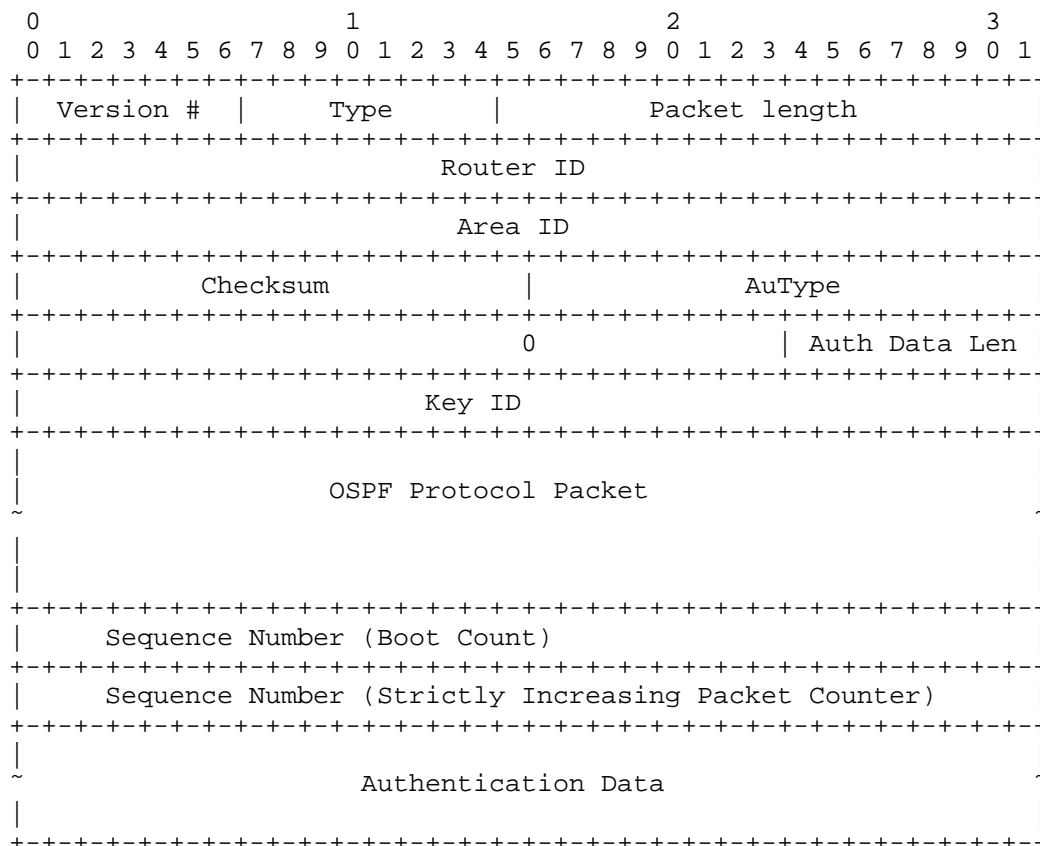 0                   1                   2                   3
 0 1 2 3 4 5 6 7 8 9 0 1 2 3 4 5 6 7 8 9 0 1 2 3 4 5 6 7 8 9 0 1
+-+-+-+-+-+-+-+-+-+-+-+-+-+-+-+-+-+-+-+-+-+-+-+-+-+-+-+-+-+-+-+--
|  Version #  |     Type      |         Packet length           |
+-+-+-+-+-+-+-+-+-+-+-+-+-+-+-+-+-+-+-+-+-+-+-+-+-+-+-+-+-+-+-+--
|                          Router ID                            |
+-+-+-+-+-+-+-+-+-+-+-+-+-+-+-+-+-+-+-+-+-+-+-+-+-+-+-+-+-+-+-+--
|                           Area ID                             |
+-+-+-+-+-+-+-+-+-+-+-+-+-+-+-+-+-+-+-+-+-+-+-+-+-+-+-+-+-+-+-+--
|           Checksum            |             AuType            |
+-+-+-+-+-+-+-+-+-+-+-+-+-+-+-+-+-+-+-+-+-+-+-+-+-+-+-+-+-+-+-+--
|                               0               | Auth Data Len |
+-+-+-+-+-+-+-+-+-+-+-+-+-+-+-+-+-+-+-+-+-+-+-+-+-+-+-+-+-+-+-+--
|                         Key ID                                |
+-+-+-+-+-+-+-+-+-+-+-+-+-+-+-+-+-+-+-+-+-+-+-+-+-+-+-+-+-+-+-+--
|                                                               |
|                   OSPF Protocol Packet                        |
~                                                               ~
|                                                               |
|                                                               |
+-+-+-+-+-+-+-+-+-+-+-+-+-+-+-+-+-+-+-+-+-+-+-+-+-+-+-+-+-+-+-+--
|     Sequence Number (Boot Count)                              |
+-+-+-+-+-+-+-+-+-+-+-+-+-+-+-+-+-+-+-+-+-+-+-+-+-+-+-+-+-+-+-+--
|     Sequence Number (Strictly Increasing Packet Counter)      |
+-+-+-+-+-+-+-+-+-+-+-+-+-+-+-+-+-+-+-+-+-+-+-+-+-+-+-+-+-+-+-+--
|                                                               |
~                     Authentication Data                       ~
|                                                               |
+-+-+-+-+-+-+-+-+-+-+-+-+-+-+-+-+-+-+-+-+-+-+-+-+-+-+-+-+-+-+-+--